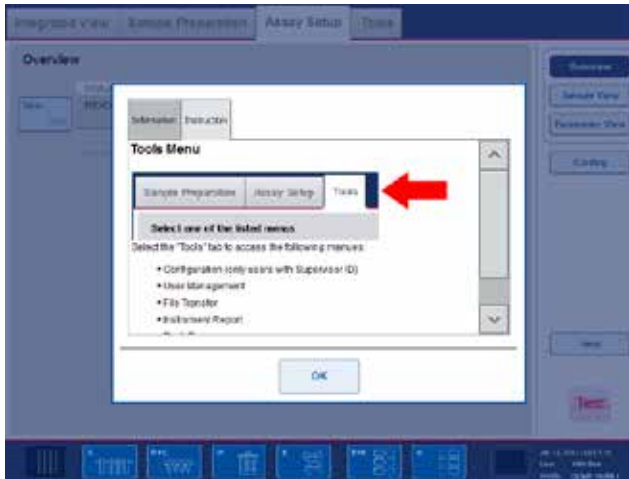 Integrated View Sample Preparation Assay Setup Tools
Overview
Overview
Sample View
Parameter View
Config
Information Instruction
Tools Menu
Sample Preparation Assay Setup Tools
Select one of the listed menus
Select the "Tools" tab to access the following menues:
• Configuration (only users with Supervisor ID)
• User Management
• File Transfer
• Instrument Report
OK
Help